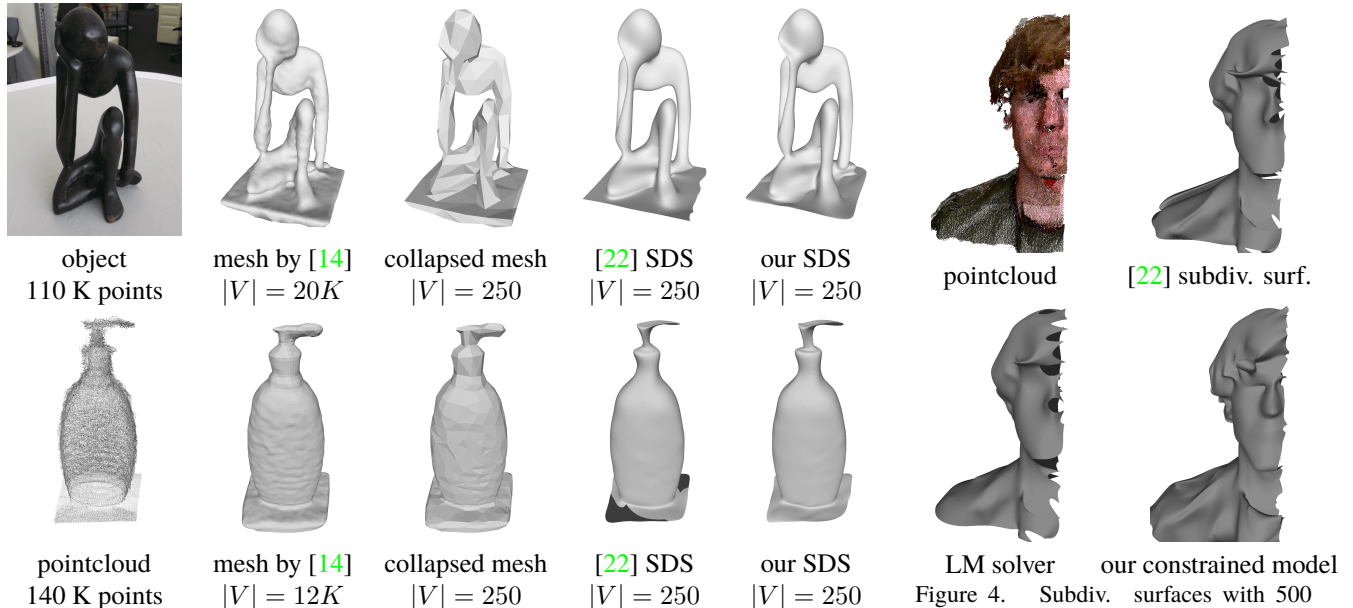 object
110 K points
mesh by [14]
|V| = 20K
collapsed mesh
|V| = 250
[22] SDS
|V| = 250
our SDS
|V| = 250
pointcloud
[22] subdiv. surf.
pointcloud
140 K points
mesh by [14]
|V| = 12K
collapsed mesh
|V| = 250
[22] SDS
|V| = 250
our SDS
|V| = 250
LM solver
our constrained model
Figure 4. Subdiv. surfaces with 500